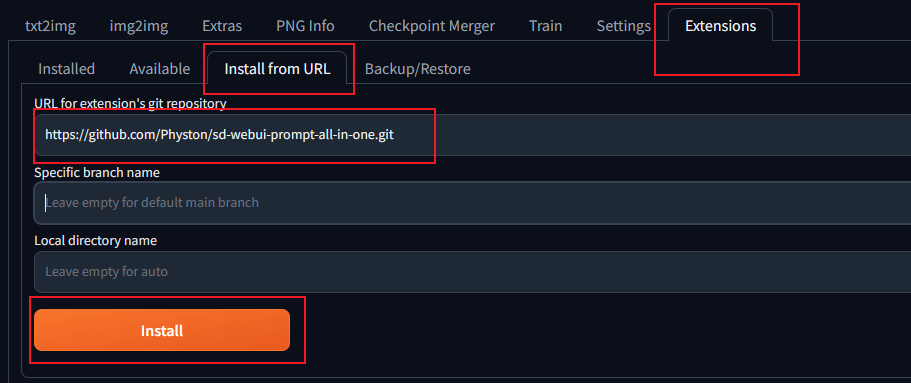 txt2img img2img Extras PNG Info Checkpoint Merger Train Settings Extensions
Installed Available Install from URL Backup/Restore
URL for extension's git repository
https://github.com/Physton/sd-webui-prompt-all-in-one.git
Specific branch name
Leave empty for default main branch
Local directory name
Leave empty for auto
Install